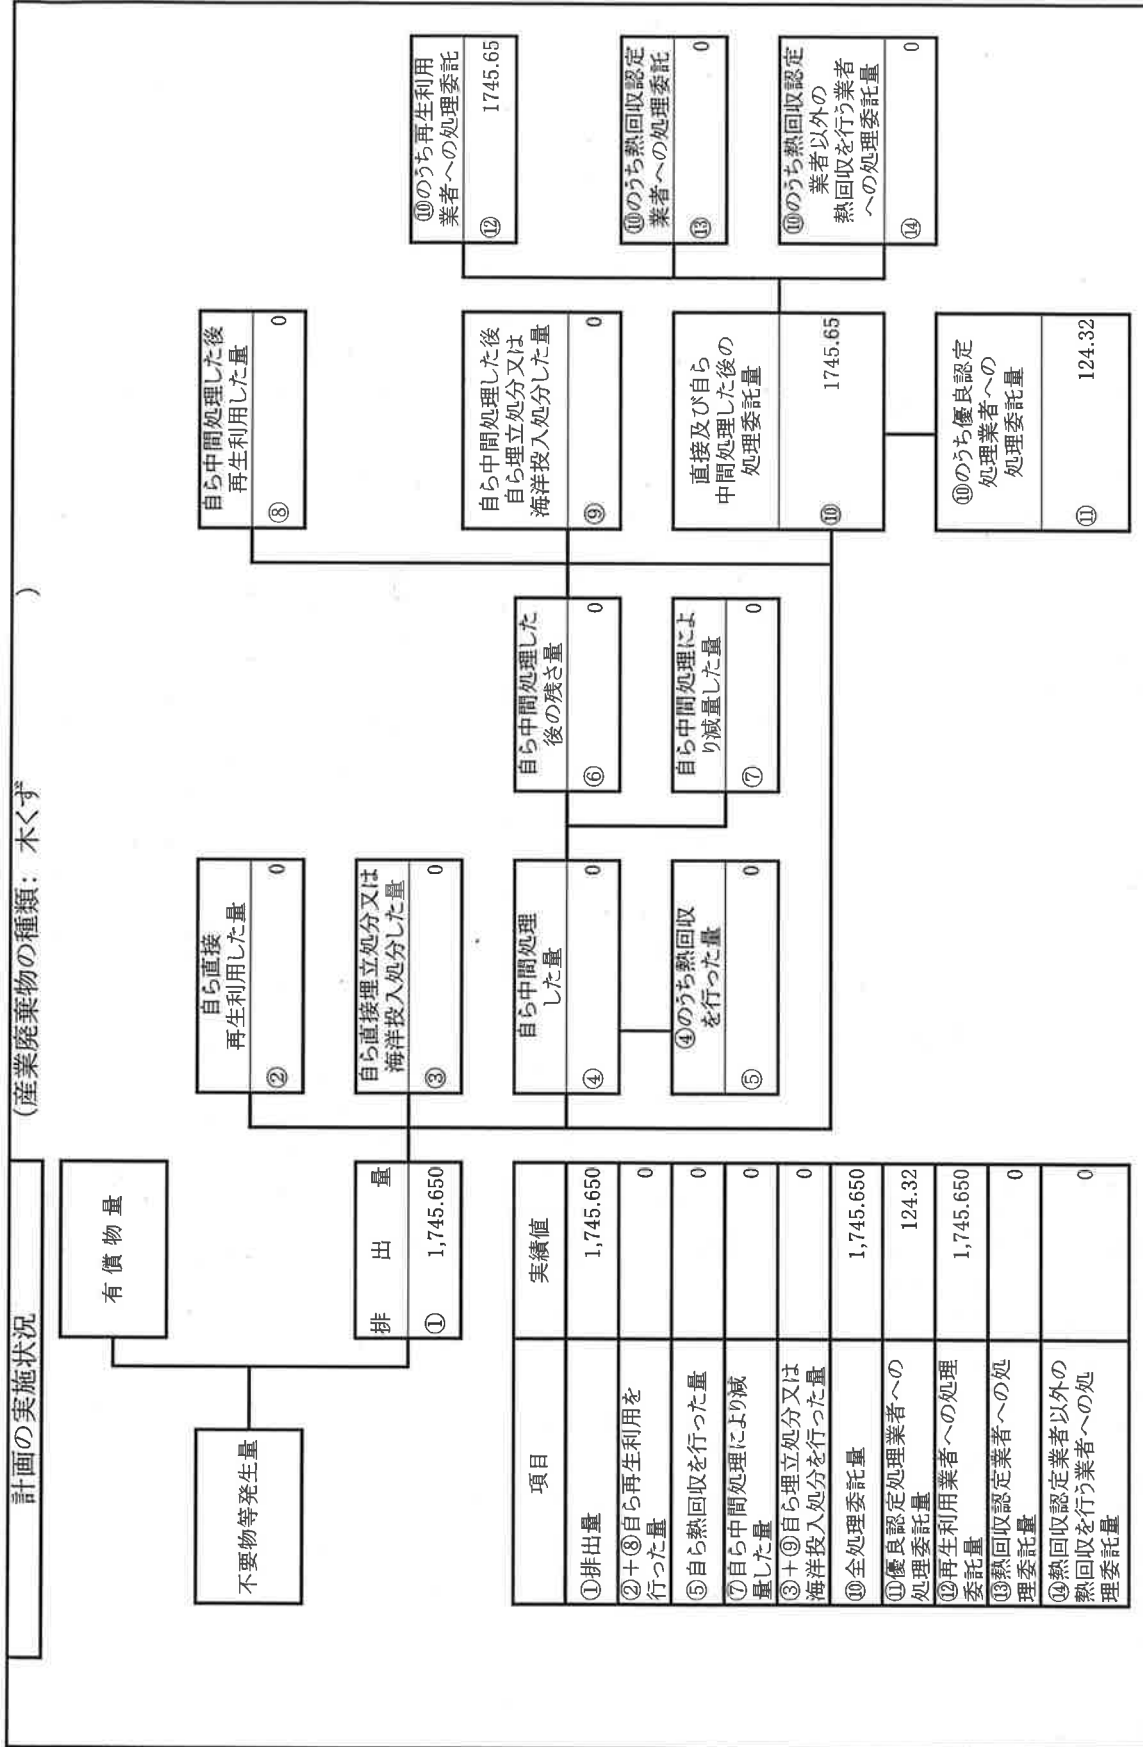 計画の実施状況
(産業廃棄物の種類: 木くず )
不要物等発生量
有償物量
排出量
① 1,745.650
自ら直接
再生利用した量
② 0
自ら直接埋立処分又は
海洋投入処分した量
③ 0
自ら中間処理
した量
④ 0
④のうち熱回収
を行った量
⑤ 0
自ら中間処理した
後の残さ量
⑥ 0
自ら中間処理によ
り減量した量
⑦ 0
自ら中間処理した後
再生利用した量
⑧ 0
自ら中間処理した後
自ら埋立処分又は
海洋投入処分した量
⑨ 0
直接及び自ら
中間処理した後の
処理委託量
⑩ 1745.65
⑩のうち優良認定
処理業者への
処理委託量
⑪ 124.32
⑩のうち再生利用
業者への処理委託
⑫ 1745.65
⑩のうち熱回収認定
業者への処理委託
⑬ 0
⑩のうち熱回収認定
業者以外の
熱回収を行う業者
への処理委託量
⑭ 0
項目 実績値
①排出量 1,745.650
②+⑧自ら再生利用を
行った量 0
⑤自ら熱回収を行った量 0
⑦自ら中間処理により減
量した量 0
③+⑨自ら埋立処分又は
海洋投入処分を行った量 0
⑩全処理委託量 1,745.650
⑪優良認定処理業者への
処理委託量 124.32
⑫再生利用業者への処理
委託量 1,745.650
⑬熱回収認定業者への処
理委託量 0
⑭熱回収認定業者以外の
熱回収を行う業者への処
理委託量 0